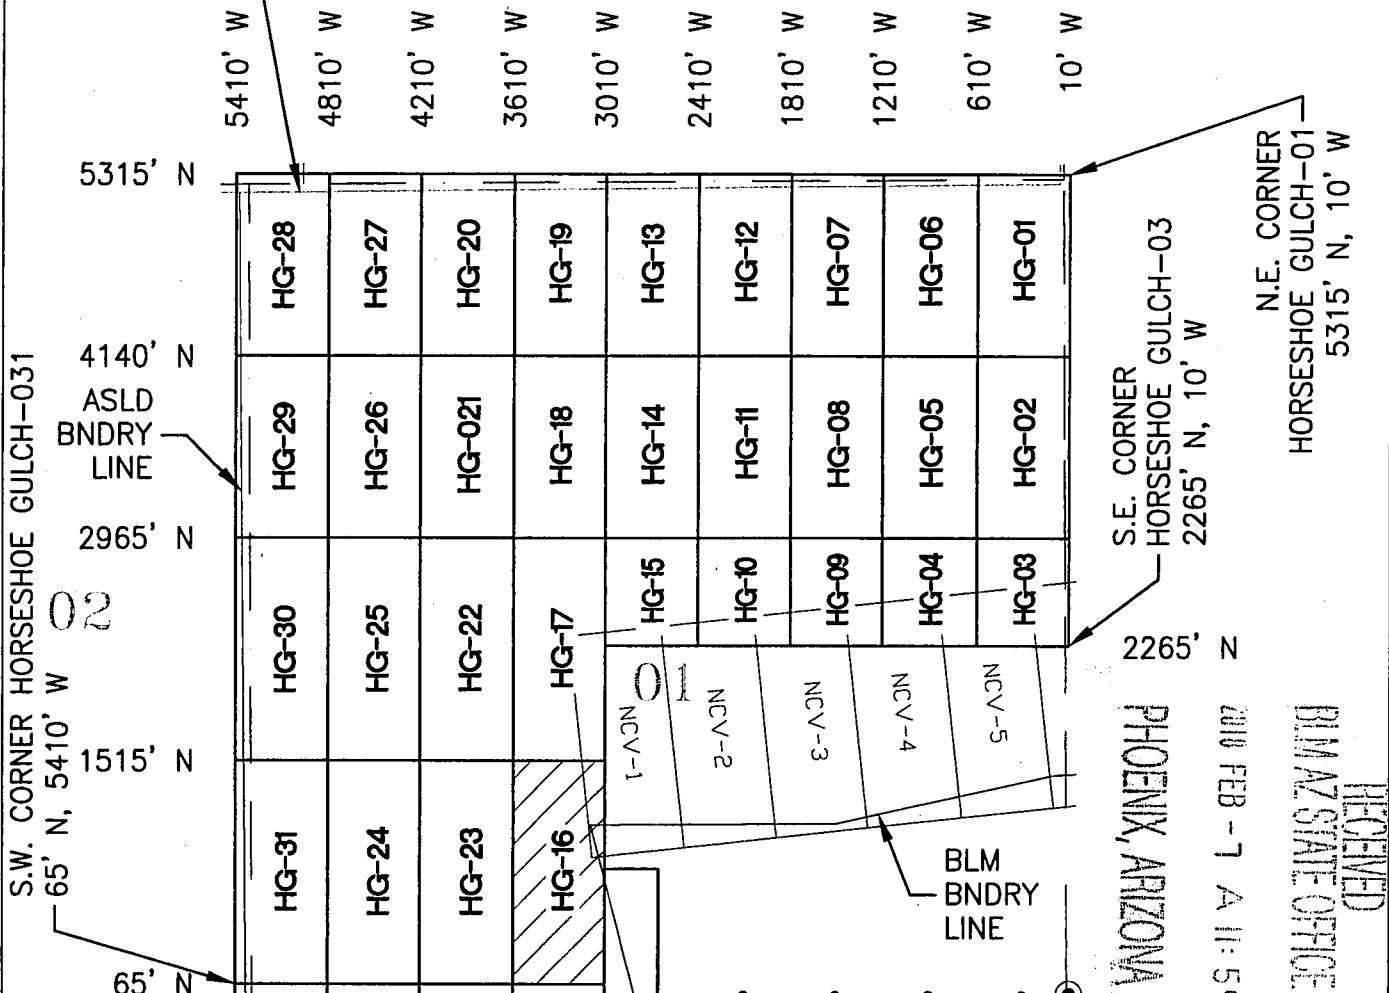 5410' W
4810' W
4210' W
3610' W
3010' W
2410' W
1810' W
1210' W
610' W
10' W
5315' N
4140' N
2965' N
1515' N
65' N
S.W. CORNER HORSESHOE GULCH-031
65' N, 5410' W
ASLD
BNDRY
LINE
02
HG-28
HG-27
HG-20
HG-19
HG-13
HG-12
HG-07
HG-06
HG-01
HG-29
HG-26
HG-021
HG-18
HG-14
HG-11
HG-08
HG-05
HG-02
HG-30
HG-25
HG-22
HG-17
HG-15
HG-10
HG-09
HG-04
HG-03
01
NCV-1
NCV-2
NCV-3
NCV-4
NCV-5
HG-31
HG-24
HG-23
HG-16
BLM
BNDRY
LINE
N.E. CORNER
HORSESHOE GULCH-01
5315' N, 10' W
S.E. CORNER
HORSESHOE GULCH-03
2265' N, 10' W
2265' N
RECEIVED
BLM AZ STATE OFFICE
FEB -7 A 11:5
PHOENIX, ARIZONA